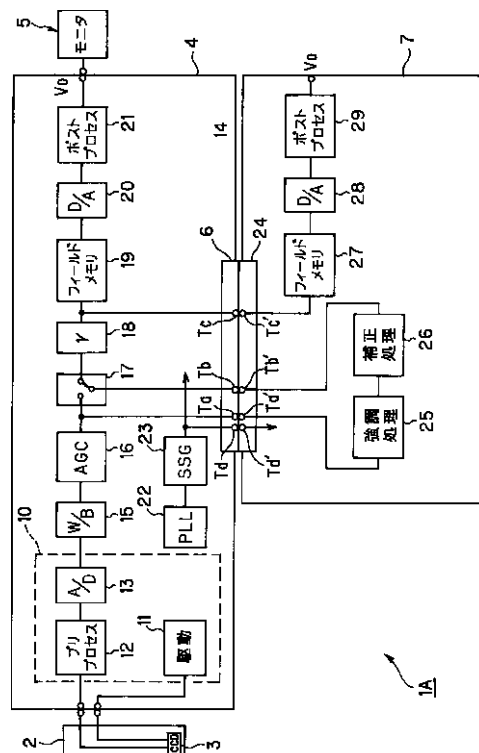 5
モニタ
4
7
Vo
Vo
21
ポスト
プロセス
14
29
ポスト
プロセス
20
D/A
28
D/A
19
フィールド
メモリ
6
24
27
フィールド
メモリ
18
γ
Tc
Tc'
17
Tb
Tb'
26
補正
処理
Ta
T'd
16
AGC
23
SSG
25
強調
処理
Td
Td'
15
W/B
22
PLL
10
13
A/D
11
駆動
12
プリ
プロセス
2
CCD
3
1A